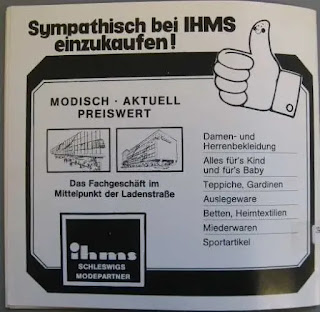 Sympathisch bei IHMS
einzukaufen!
MODISCH · AKTUELL
PREISWERT
Das Fachgeschäft im
Mittelpunkt der Ladenstraße
ihms
SCHLESWIGS
MODEPARTNER
Damen- und
Herrenbekleidung
Alles für's Kind
und für's Baby
Teppiche, Gardinen
Auslegeware
Betten, Heimtextilien
Miederwaren
Sportartikel